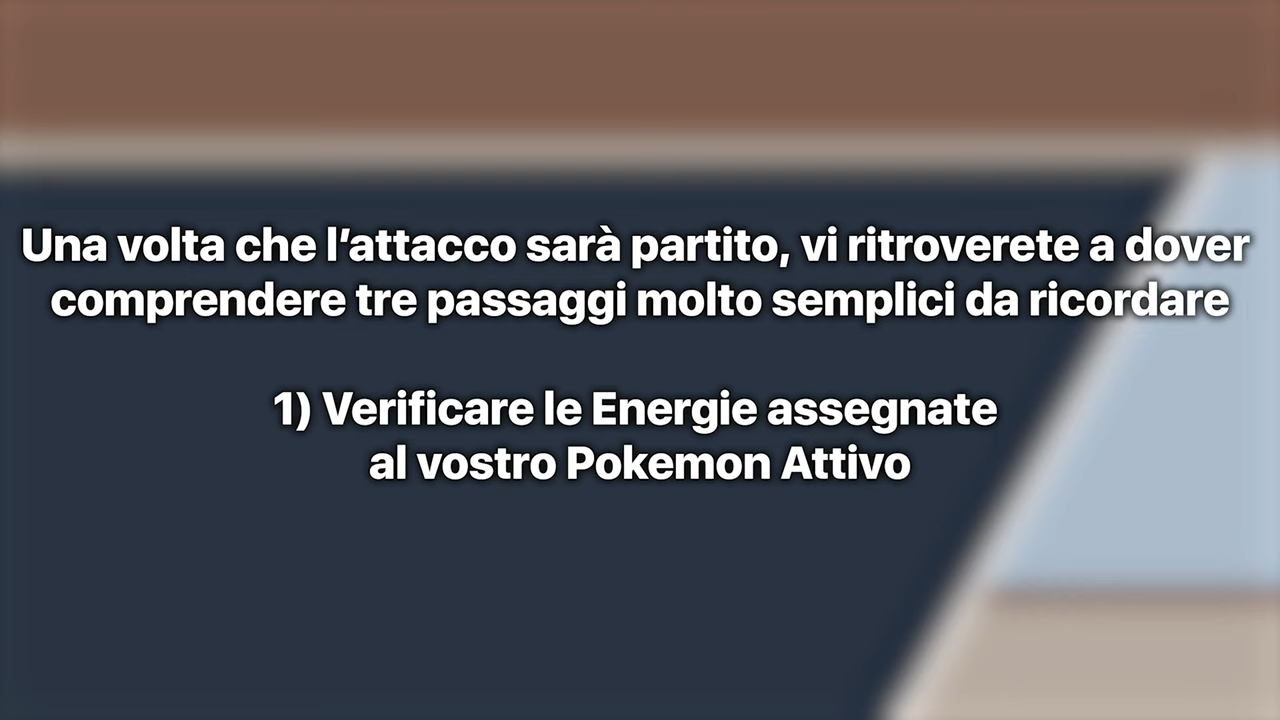 Una volta che l’attacco sarà partito, vi ritroverete a dover
comprendere tre passaggi molto semplici da ricordare
1) Verificare le Energie assegnate
al vostro Pokemon Attivo